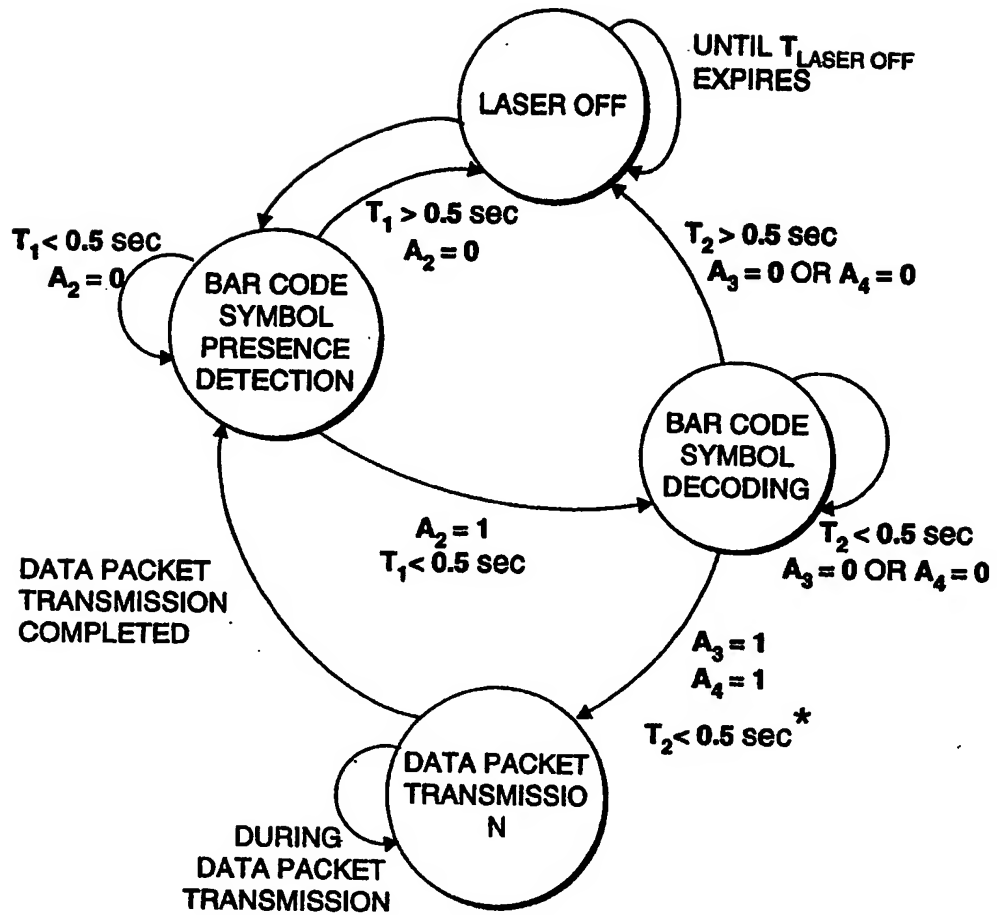 LASER OFF
UNTIL T_LASER OFF
EXPIRES
T₁ > 0.5 sec
A₂ = 0
T₁ < 0.5 sec
A₂ = 0
BAR CODE
SYMBOL
PRESENCE
DETECTION
T₂ > 0.5 sec
A₃ = 0 OR A₄ = 0
BAR CODE
SYMBOL
DECODING
T₂ < 0.5 sec
A₃ = 0 OR A₄ = 0
A₂ = 1
T₁ < 0.5 sec
DATA PACKET
TRANSMISSION
COMPLETED
A₃ = 1
A₄ = 1
T₂ < 0.5 sec*
DATA PACKET
TRANSMISSIO
N
DURING
DATA PACKET
TRANSMISSION